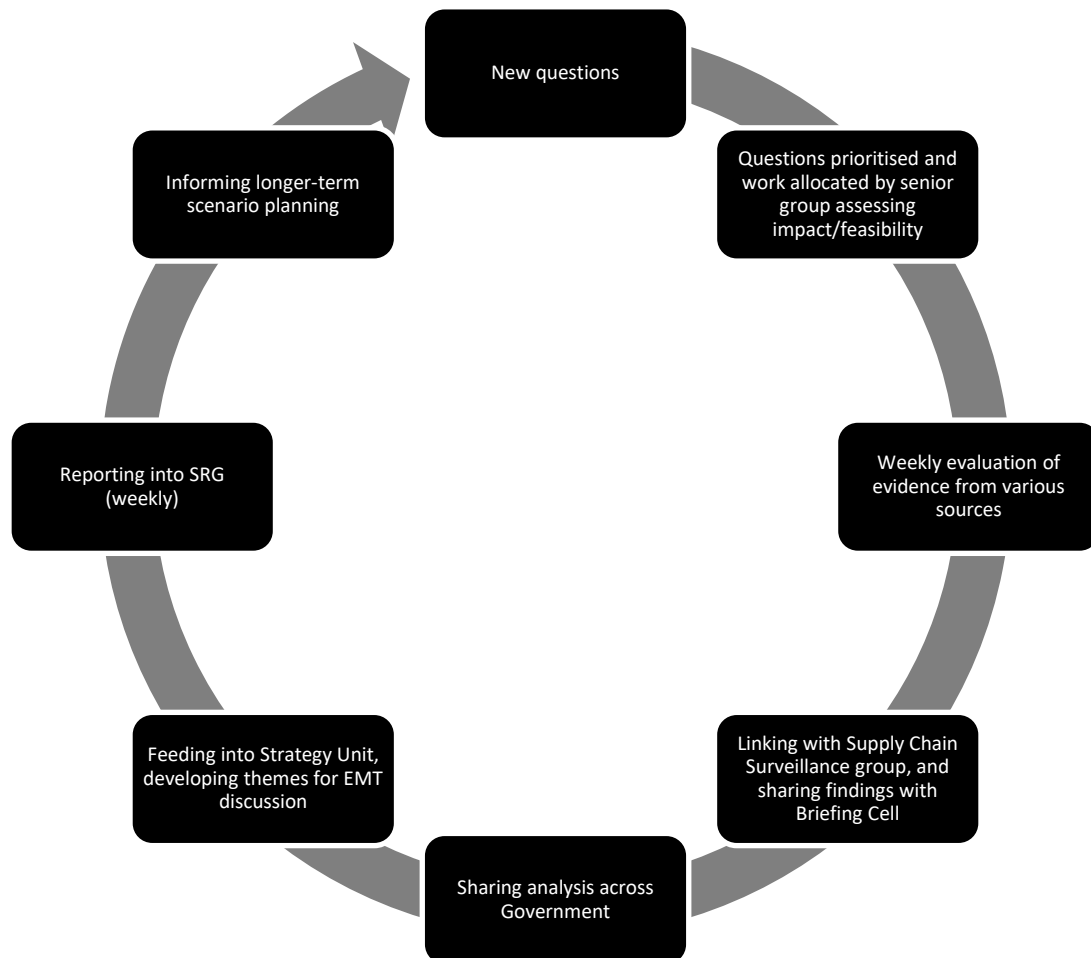 New questions
Questions prioritised and
work allocated by senior
group assessing
impact/feasibility
Weekly evaluation of
evidence from various
sources
Linking with Supply Chain
Surveillance group, and
sharing findings with
Briefing Cell
Sharing analysis across
Government
Feeding into Strategy Unit,
developing themes for EMT
discussion
Reporting into SRG
(weekly)
Informing longer-term
scenario planning